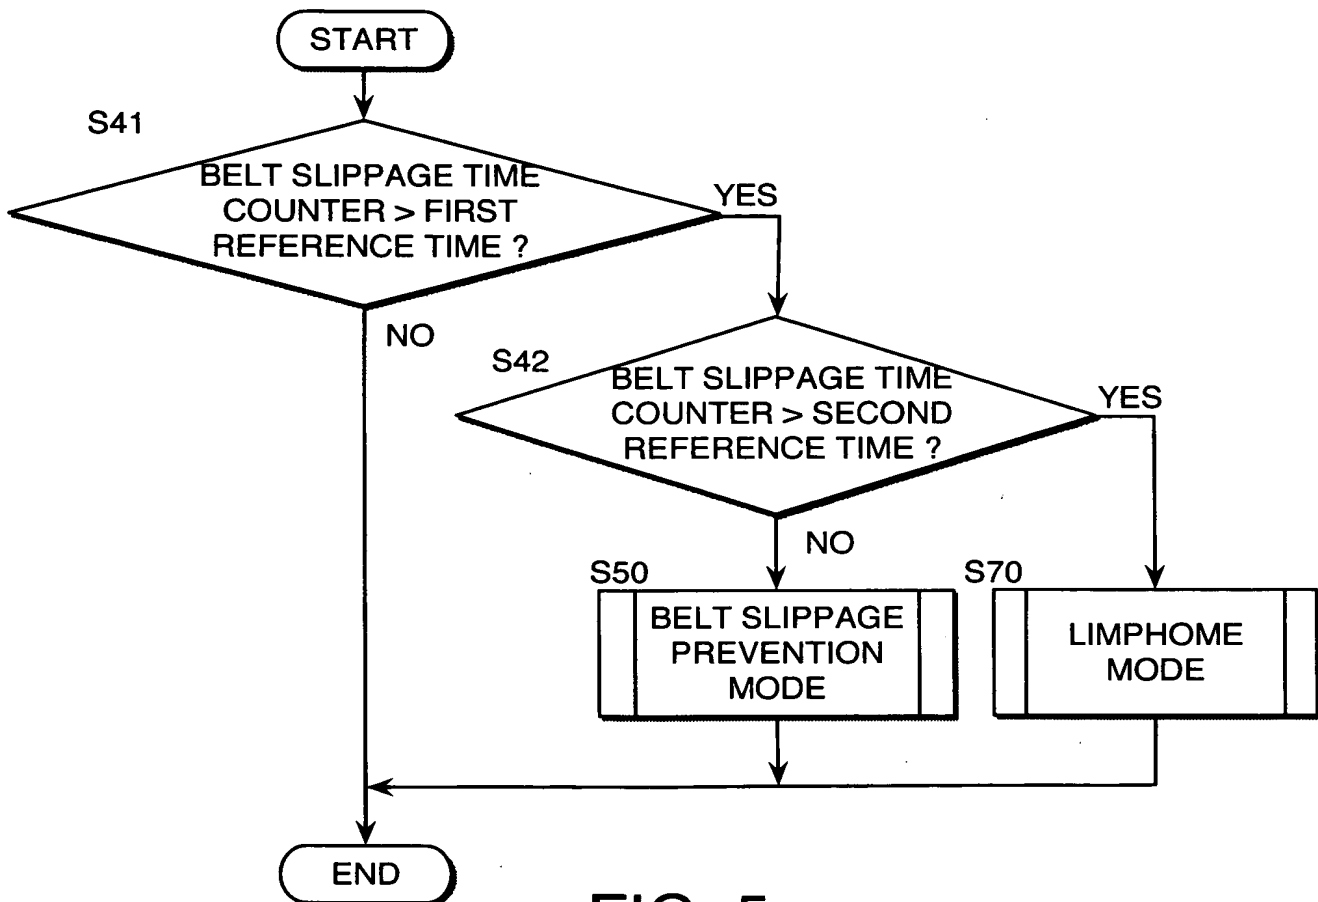 START
S41
BELT SLIPPAGE TIME
COUNTER > FIRST
REFERENCE TIME ?
YES
NO
S42
BELT SLIPPAGE TIME
COUNTER > SECOND
REFERENCE TIME ?
YES
NO
S50
BELT SLIPPAGE
PREVENTION
MODE
S70
LIMPHOME
MODE
END